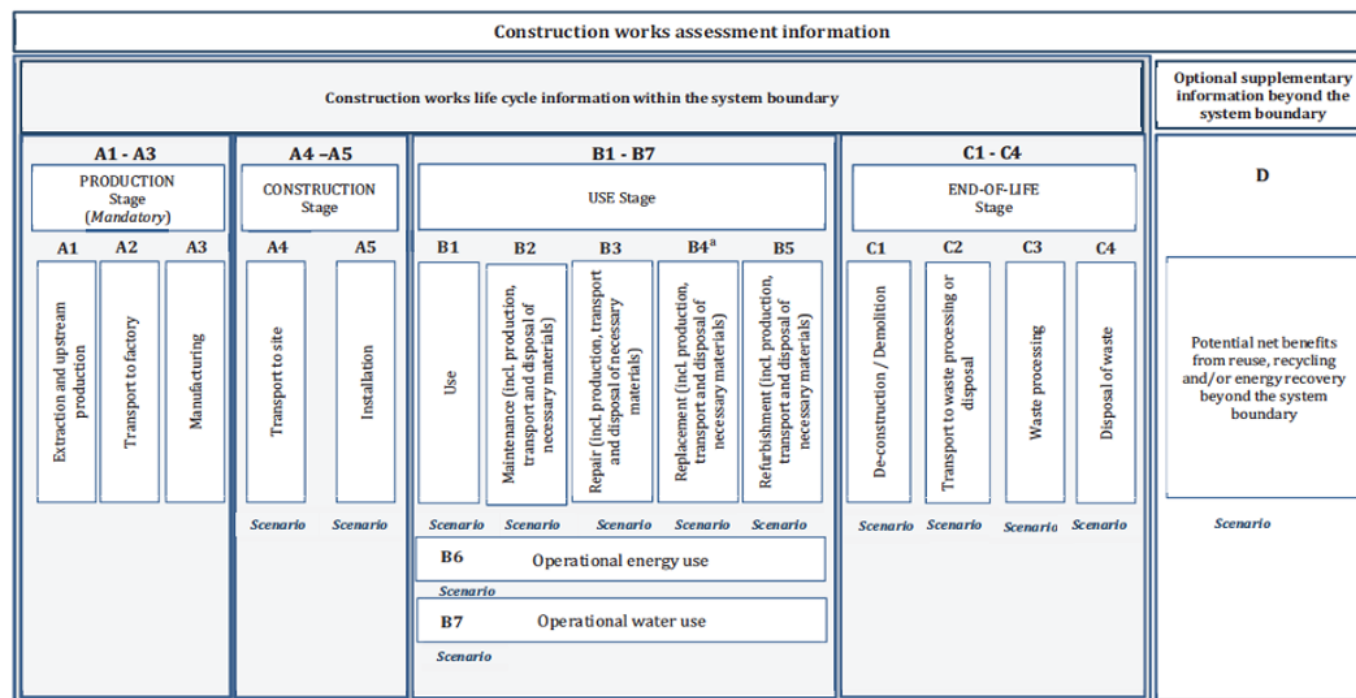 Construction works assessment information
Construction works life cycle information within the system boundary
Optional supplementary
information beyond the
system boundary
A1 - A3
PRODUCTION
Stage
(Mandatory)
A1
A2
A3
Extraction and upstream
production
Transport to factory
Manufacturing
A4 –A5
CONSTRUCTION
Stage
A4
A5
Transport to site
Installation
Scenario
Scenario
B1 - B7
USE Stage
B1
B2
B3
B4ª
B5
Use
Maintenance (incl. production,
transport and disposal of
necessary materials)
Repair (incl. production, transport
and disposal of necessary
materials)
Replacement (incl. production,
transport and disposal of
necessary materials)
Refurbishment (incl. production,
transport and disposal of
necessary materials)
Scenario
Scenario
Scenario
Scenario
Scenario
B6
Operational energy use
Scenario
B7
Operational water use
Scenario
C1 - C4
END-OF-LIFE
Stage
C1
C2
C3
C4
De-construction / Demolition
Transport to waste processing or
disposal
Waste processing
Disposal of waste
Scenario
Scenario
Scenario
Scenario
D
Potential net benefits
from reuse, recycling
and/or energy recovery
beyond the system
boundary
Scenario